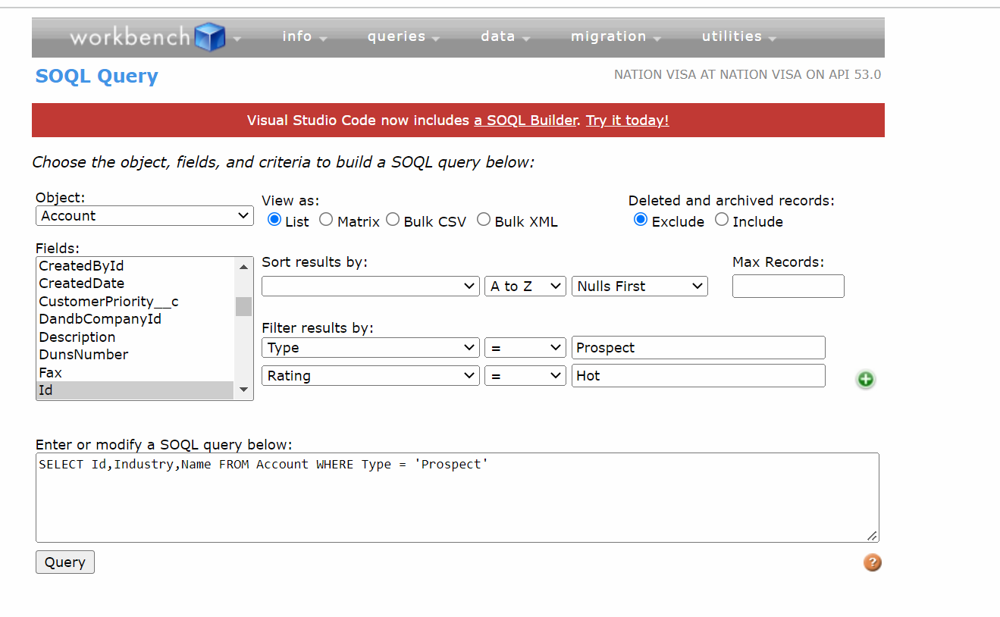 workbench info queries data migration utilities
SOQL Query
NATION VISA AT NATION VISA ON API 53.0
Visual Studio Code now includes a SOQL Builder. Try it today!
Choose the object, fields, and criteria to build a SOQL query below:
Object:
Account
View as:
List Matrix Bulk CSV Bulk XML
Deleted and archived records:
Exclude Include
Fields:
CreatedById
CreatedDate
CustomerPriority__c
DandbCompanyId
Description
DunsNumber
Fax
Id
Sort results by:
A to Z Nulls First
Max Records:
Filter results by:
Type = Prospect
Rating = Hot
Enter or modify a SOQL query below:
SELECT Id,Industry,Name FROM Account WHERE Type = 'Prospect'
Query
?